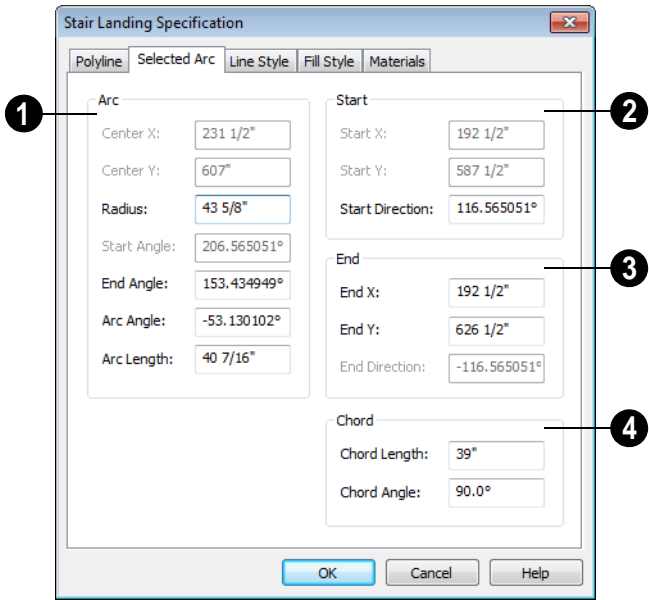 Stair Landing Specification
Polyline Selected Arc Line Style Fill Style Materials
1
Arc
Center X: 231 1/2"
Center Y: 607"
Radius: 43 5/8"
Start Angle: 206.565051°
End Angle: 153.434949°
Arc Angle: -53.130102°
Arc Length: 40 7/16"
2
Start
Start X: 192 1/2"
Start Y: 587 1/2"
Start Direction: 116.565051°
3
End
End X: 192 1/2"
End Y: 626 1/2"
End Direction: -116.565051°
4
Chord
Chord Length: 39"
Chord Angle: 90.0°
OK Cancel Help